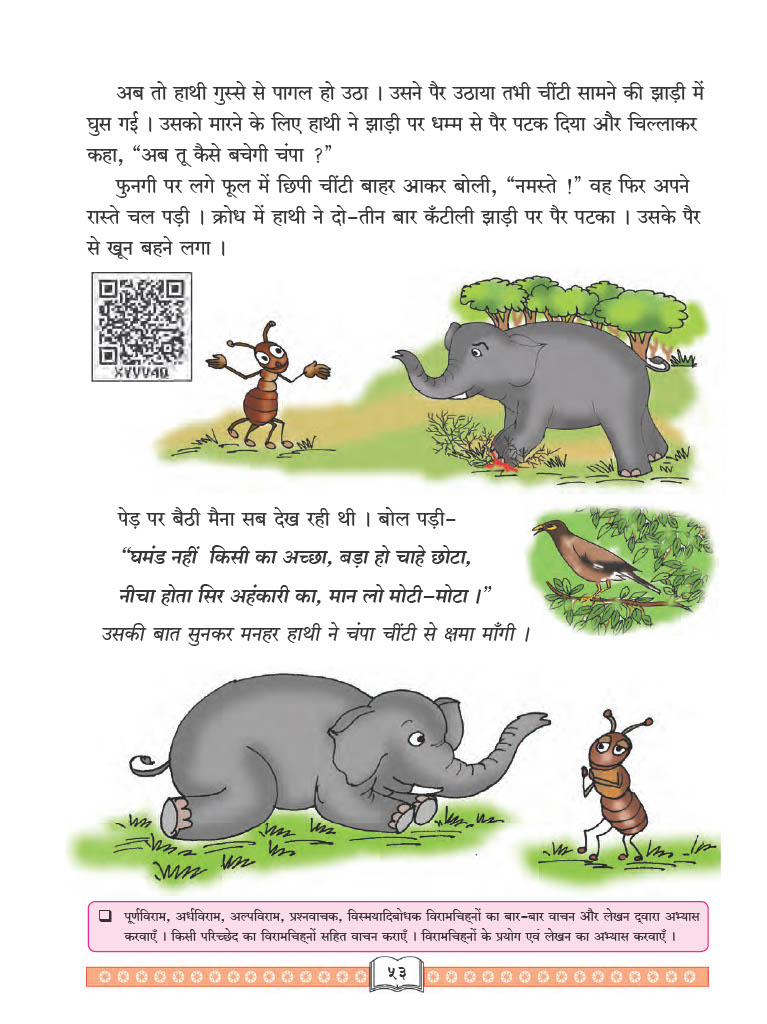 अब तो हाथी गुस्से से पागल हो उठा । उसने पैर उठाया तभी चींटी सामने की झाड़ी में
घुस गई । उसको मारने के लिए हाथी ने झाड़ी पर धम्म से पैर पटक दिया और चिल्लाकर
कहा, “अब तू कैसे बचेगी चंपा ?”
फुनगी पर लगे फूल में छिपी चींटी बाहर आकर बोली, “नमस्ते !” वह फिर अपने
रास्ते चल पड़ी । क्रोध में हाथी ने दो-तीन बार कँटीली झाड़ी पर पैर पटका । उसके पैर
से खून बहने लगा ।
XYVV4Q
पेड़ पर बैठी मैना सब देख रही थी । बोल पड़ी-
“घमंड नहीं किसी का अच्छा, बड़ा हो चाहे छोटा,
नीचा होता सिर अहंकारी का, मान लो मोटी-मोटा ।”
उसकी बात सुनकर मनहर हाथी ने चंपा चींटी से क्षमा माँगी ।
पूर्णविराम, अर्धविराम, अल्पविराम, प्रश्नवाचक, विस्मयादिबोधक विरामचिह्नों का बार-बार वाचन और लेखन द्वारा अभ्यास
करवाएँ । किसी परिच्छेद का विरामचिह्नों सहित वाचन कराएँ । विरामचिह्नों के प्रयोग एवं लेखन का अभ्यास करवाएँ ।
५३